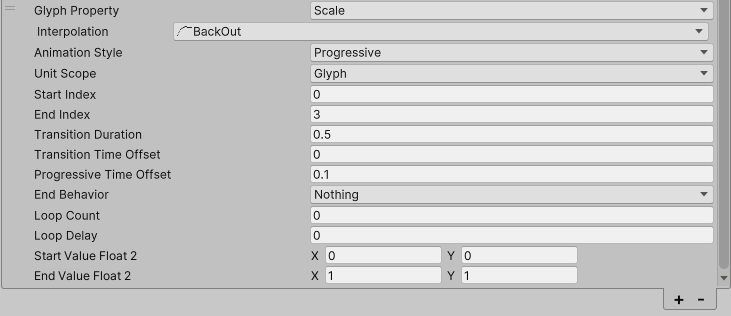 Glyph Property Scale
Interpolation BackOut
Animation Style Progressive
Unit Scope Glyph
Start Index 0
End Index 3
Transition Duration 0.5
Transition Time Offset 0
Progressive Time Offset 0.1
End Behavior Nothing
Loop Count 0
Loop Delay 0
Start Value Float 2 X 0 Y 0
End Value Float 2 X 1 Y 1
+ -